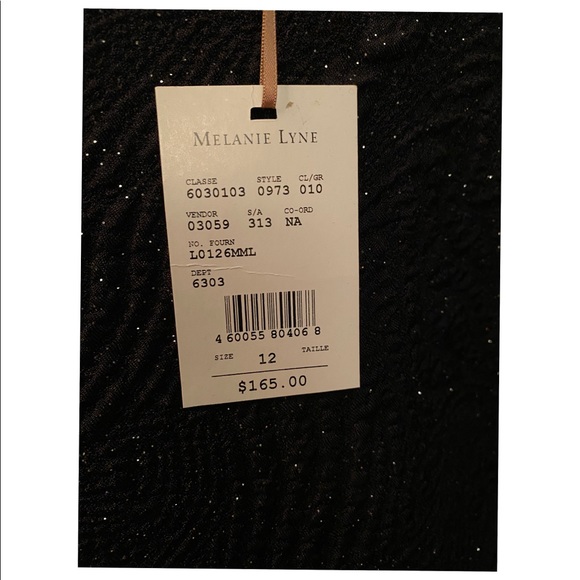 MELANIE LYNE
CLASSE STYLE CL/GR
6030103 0973 010
VENDOR S/A CO-ORD
03059 313 NA
NO. FOURN
L0126MML
DEPT
6303
4 60055 80406 8
SIZE 12 TAILLE
$165.00